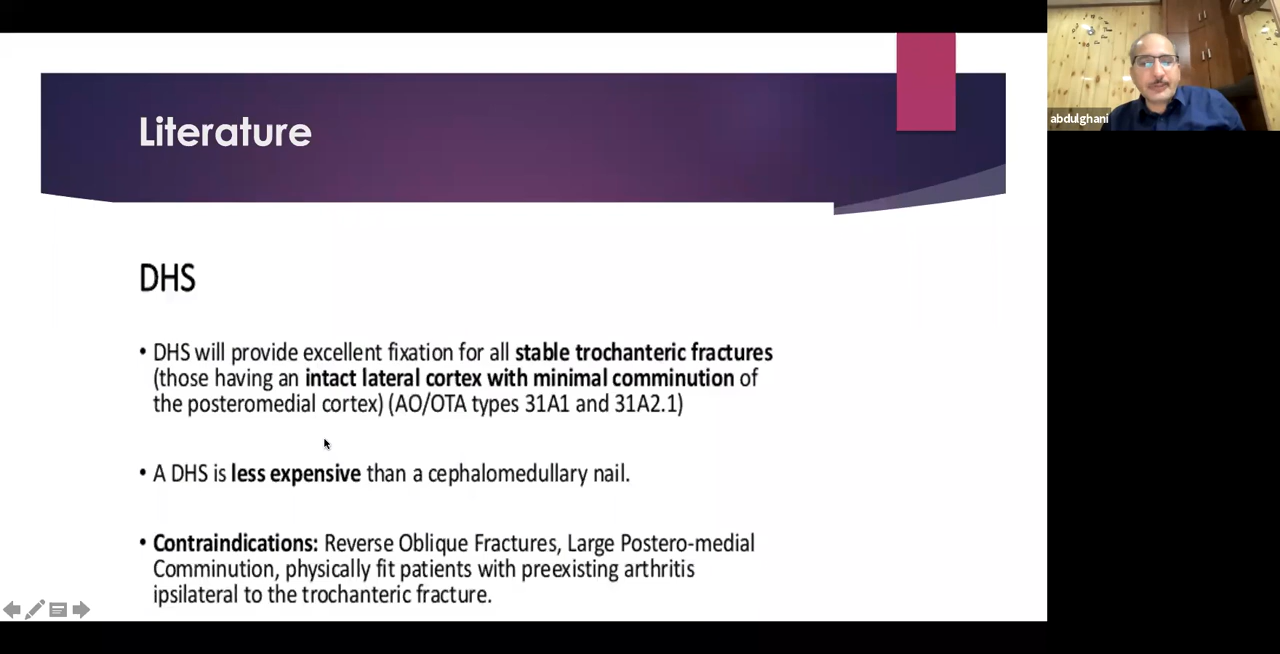 Literature
abdulghani
DHS
• DHS will provide excellent fixation for all stable trochanteric fractures
(those having an intact lateral cortex with minimal comminution of
the posteromedial cortex) (AO/OTA types 31A1 and 31A2.1)
• A DHS is less expensive than a cephalomedullary nail.
• Contraindications: Reverse Oblique Fractures, Large Postero-medial
Comminution, physically fit patients with preexisting arthritis
ipsilateral to the trochanteric fracture.